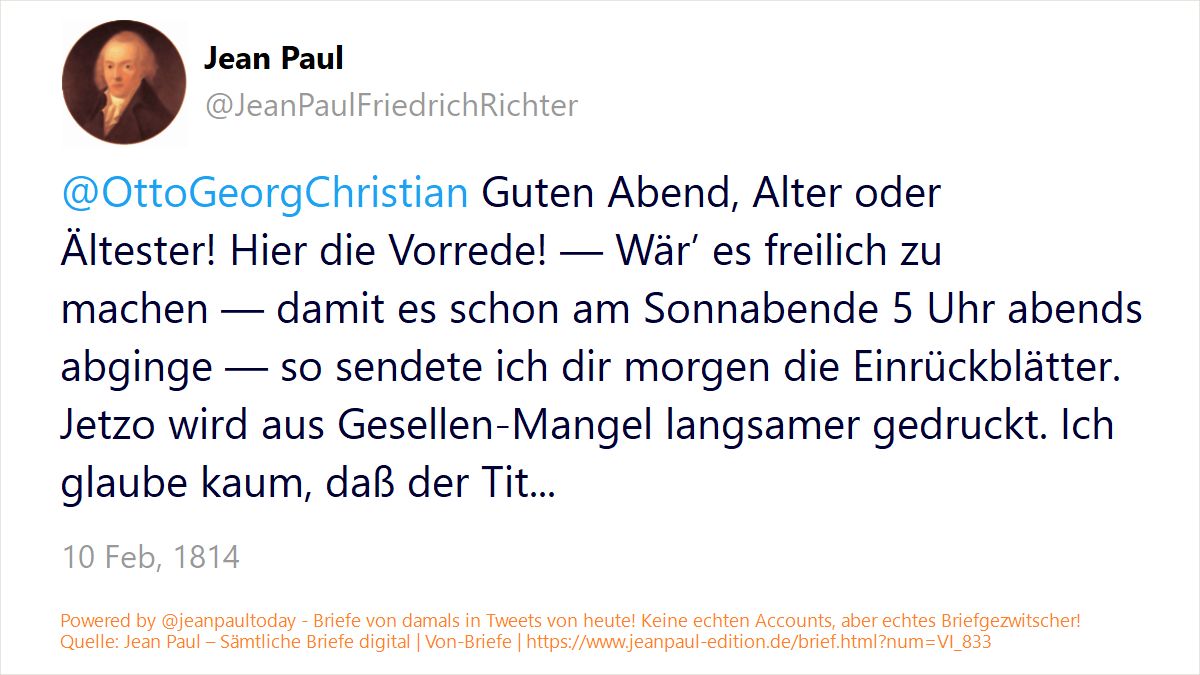 Jean Paul
@JeanPaulFriedrichRichter
@OttoGeorgChristian Guten Abend, Alter oder
Ältester! Hier die Vorrede! — Wär’ es freilich zu
machen — damit es schon am Sonnabende 5 Uhr abends
abginge — so sendete ich dir morgen die Einrückblätter.
Jetzo wird aus Gesellen-Mangel langsamer gedruckt. Ich
glaube kaum, daß der Tit...
10 Feb, 1814
Powered by @jeanpaultoday - Briefe von damals in Tweets von heute! Keine echten Accounts, aber echtes Briefgezwitscher!
Quelle: Jean Paul – Sämtliche Briefe digital | Von-Briefe | https://www.jeanpaul-edition.de/brief.html?num=VI_833